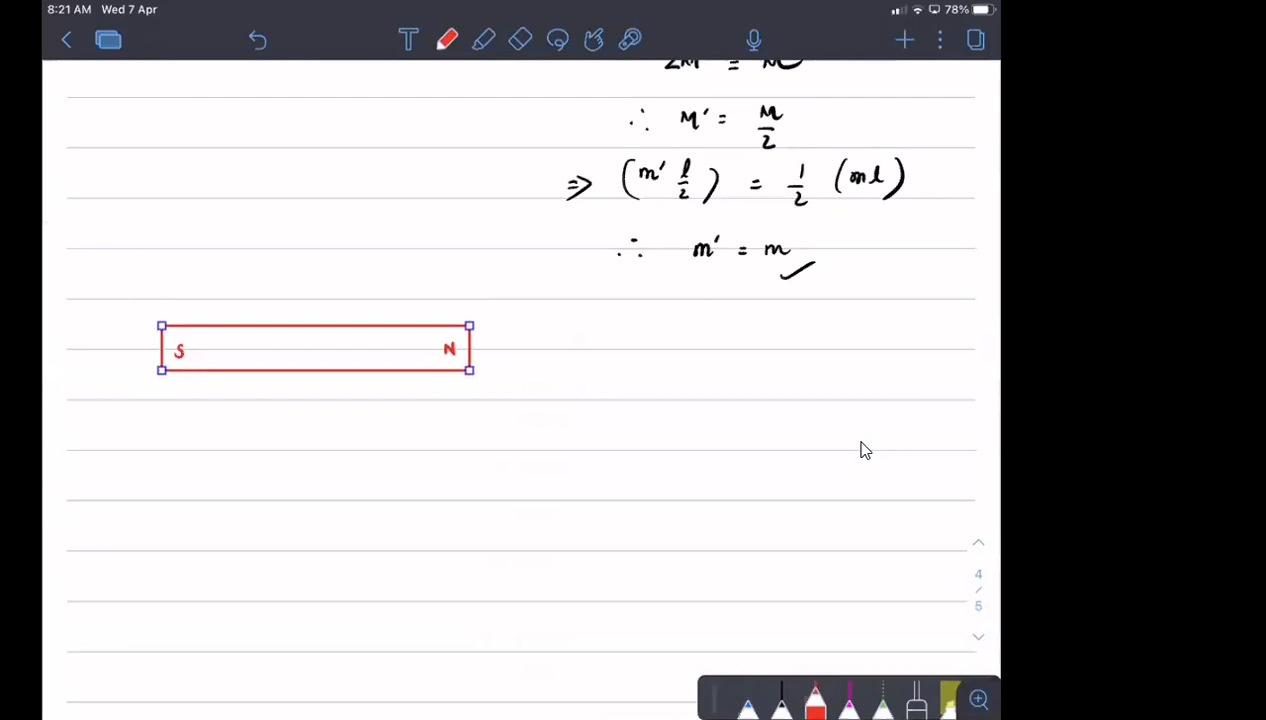 8:21 AM Wed 7 Apr
78%
T
∴ M' = M/2
⇒ (m' l/2) = 1/2 (ml)
∴ m' = m
S N
4
/
5